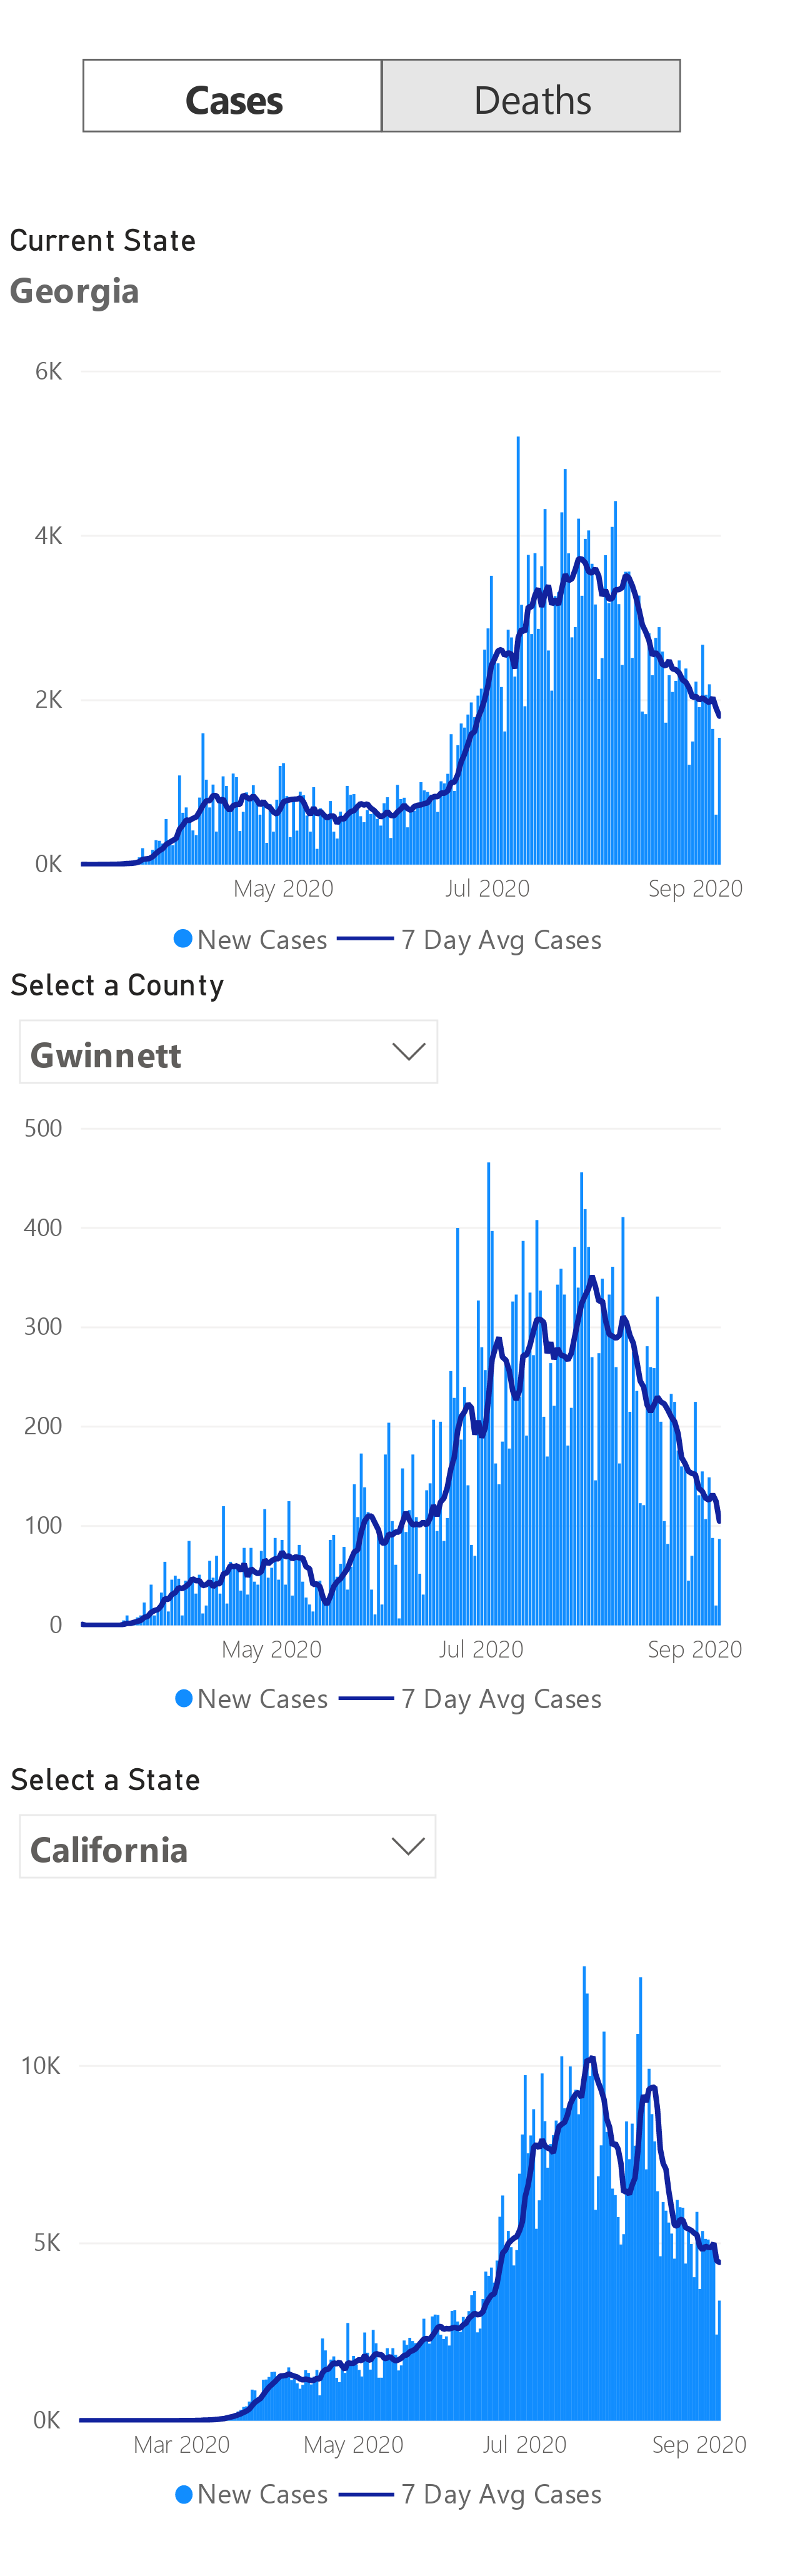 Cases Deaths
Current State
Georgia
6K
4K
2K
0K
May 2020 Jul 2020 Sep 2020
New Cases 7 Day Avg Cases
Select a County
Gwinnett
500
400
300
200
100
0
May 2020 Jul 2020 Sep 2020
New Cases 7 Day Avg Cases
Select a State
California
10K
5K
0K
Mar 2020 May 2020 Jul 2020 Sep 2020
New Cases 7 Day Avg Cases